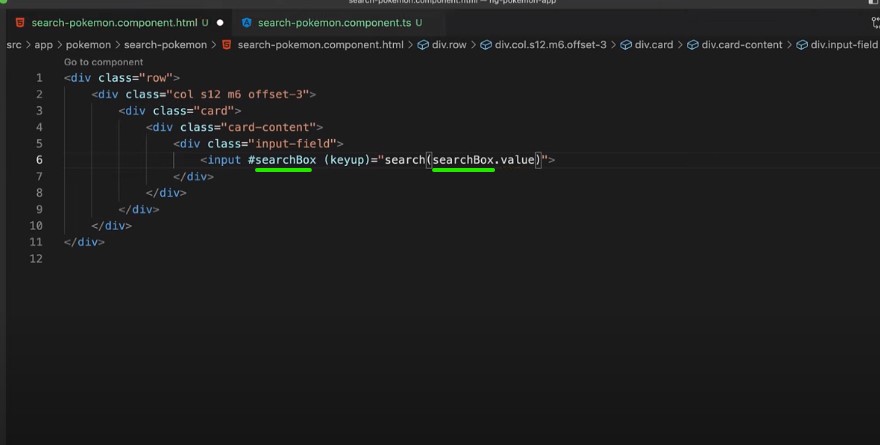 search-pokemon.component.html — ng-pokemon-app
search-pokemon.component.html U search-pokemon.component.ts U
src > app > pokemon > search-pokemon > search-pokemon.component.html > div.row > div.col.s12.m6.offset-3 > div.card > div.card-content > div.input-field
Go to component
1 <div class="row">
2 <div class="col s12 m6 offset-3">
3 <div class="card">
4 <div class="card-content">
5 <div class="input-field">
6 <input #searchBox (keyup)="search(searchBox.value)">
7 </div>
8 </div>
9 </div>
10 </div>
11 </div>
12